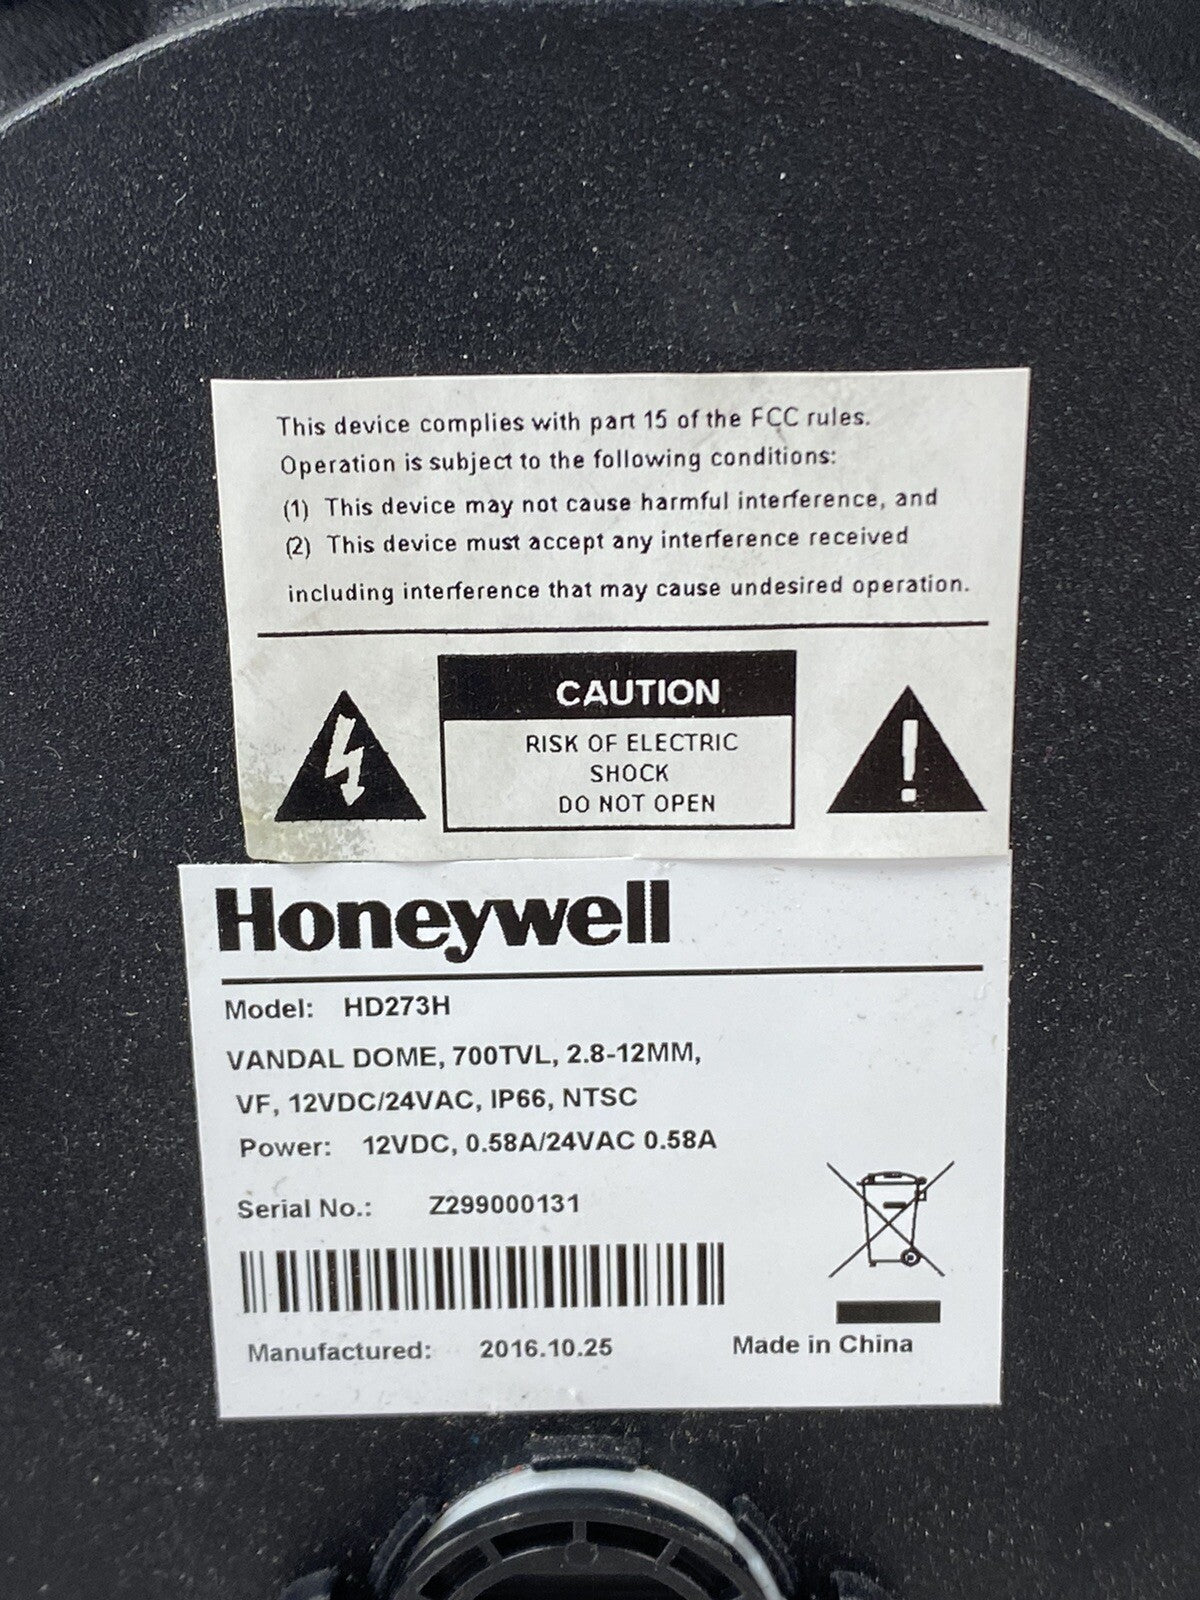 This device complies with part 15 of the FCC rules.
Operation is subject to the following conditions:
(1) This device may not cause harmful interference, and
(2) This device must accept any interference received
including interference that may cause undesired operation.
CAUTION
RISK OF ELECTRIC
SHOCK
DO NOT OPEN
Honeywell
Model: HD273H
VANDAL DOME, 700TVL, 2.8-12MM,
VF, 12VDC/24VAC, IP66, NTSC
Power: 12VDC, 0.58A/24VAC 0.58A
Serial No.: Z299000131
Manufactured: 2016.10.25 Made in China